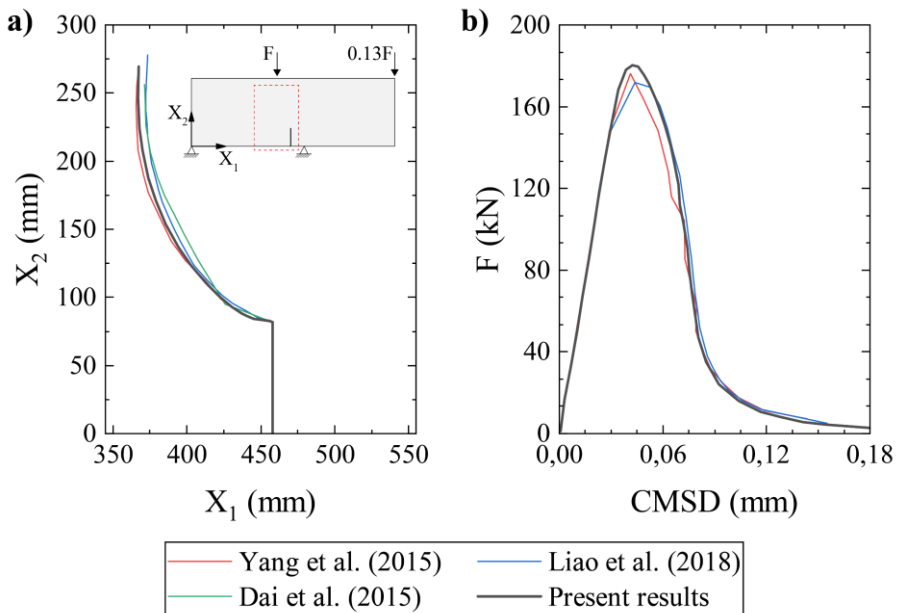 a)
300
250
200
150
100
50
0
X2 (mm)
F
0.13F
X2
X1
350
400
450
500
550
X1 (mm)
b)
200
160
120
80
40
0
F (kN)
0,00
0,06
0,12
0,18
CMSD (mm)
Yang et al. (2015)
Liao et al. (2018)
Dai et al. (2015)
Present results